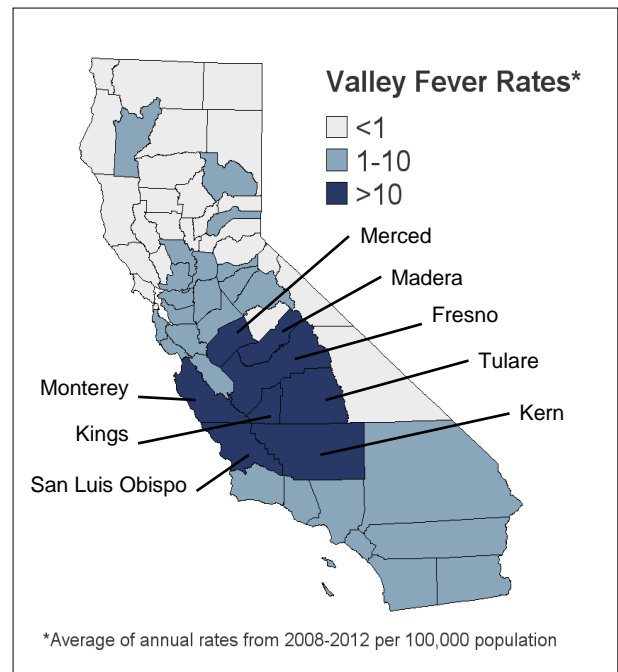 Valley Fever Rates*
<1
1-10
>10
Merced
Madera
Fresno
Tulare
Monterey
Kern
Kings
San Luis Obispo
*Average of annual rates from 2008-2012 per 100,000 population